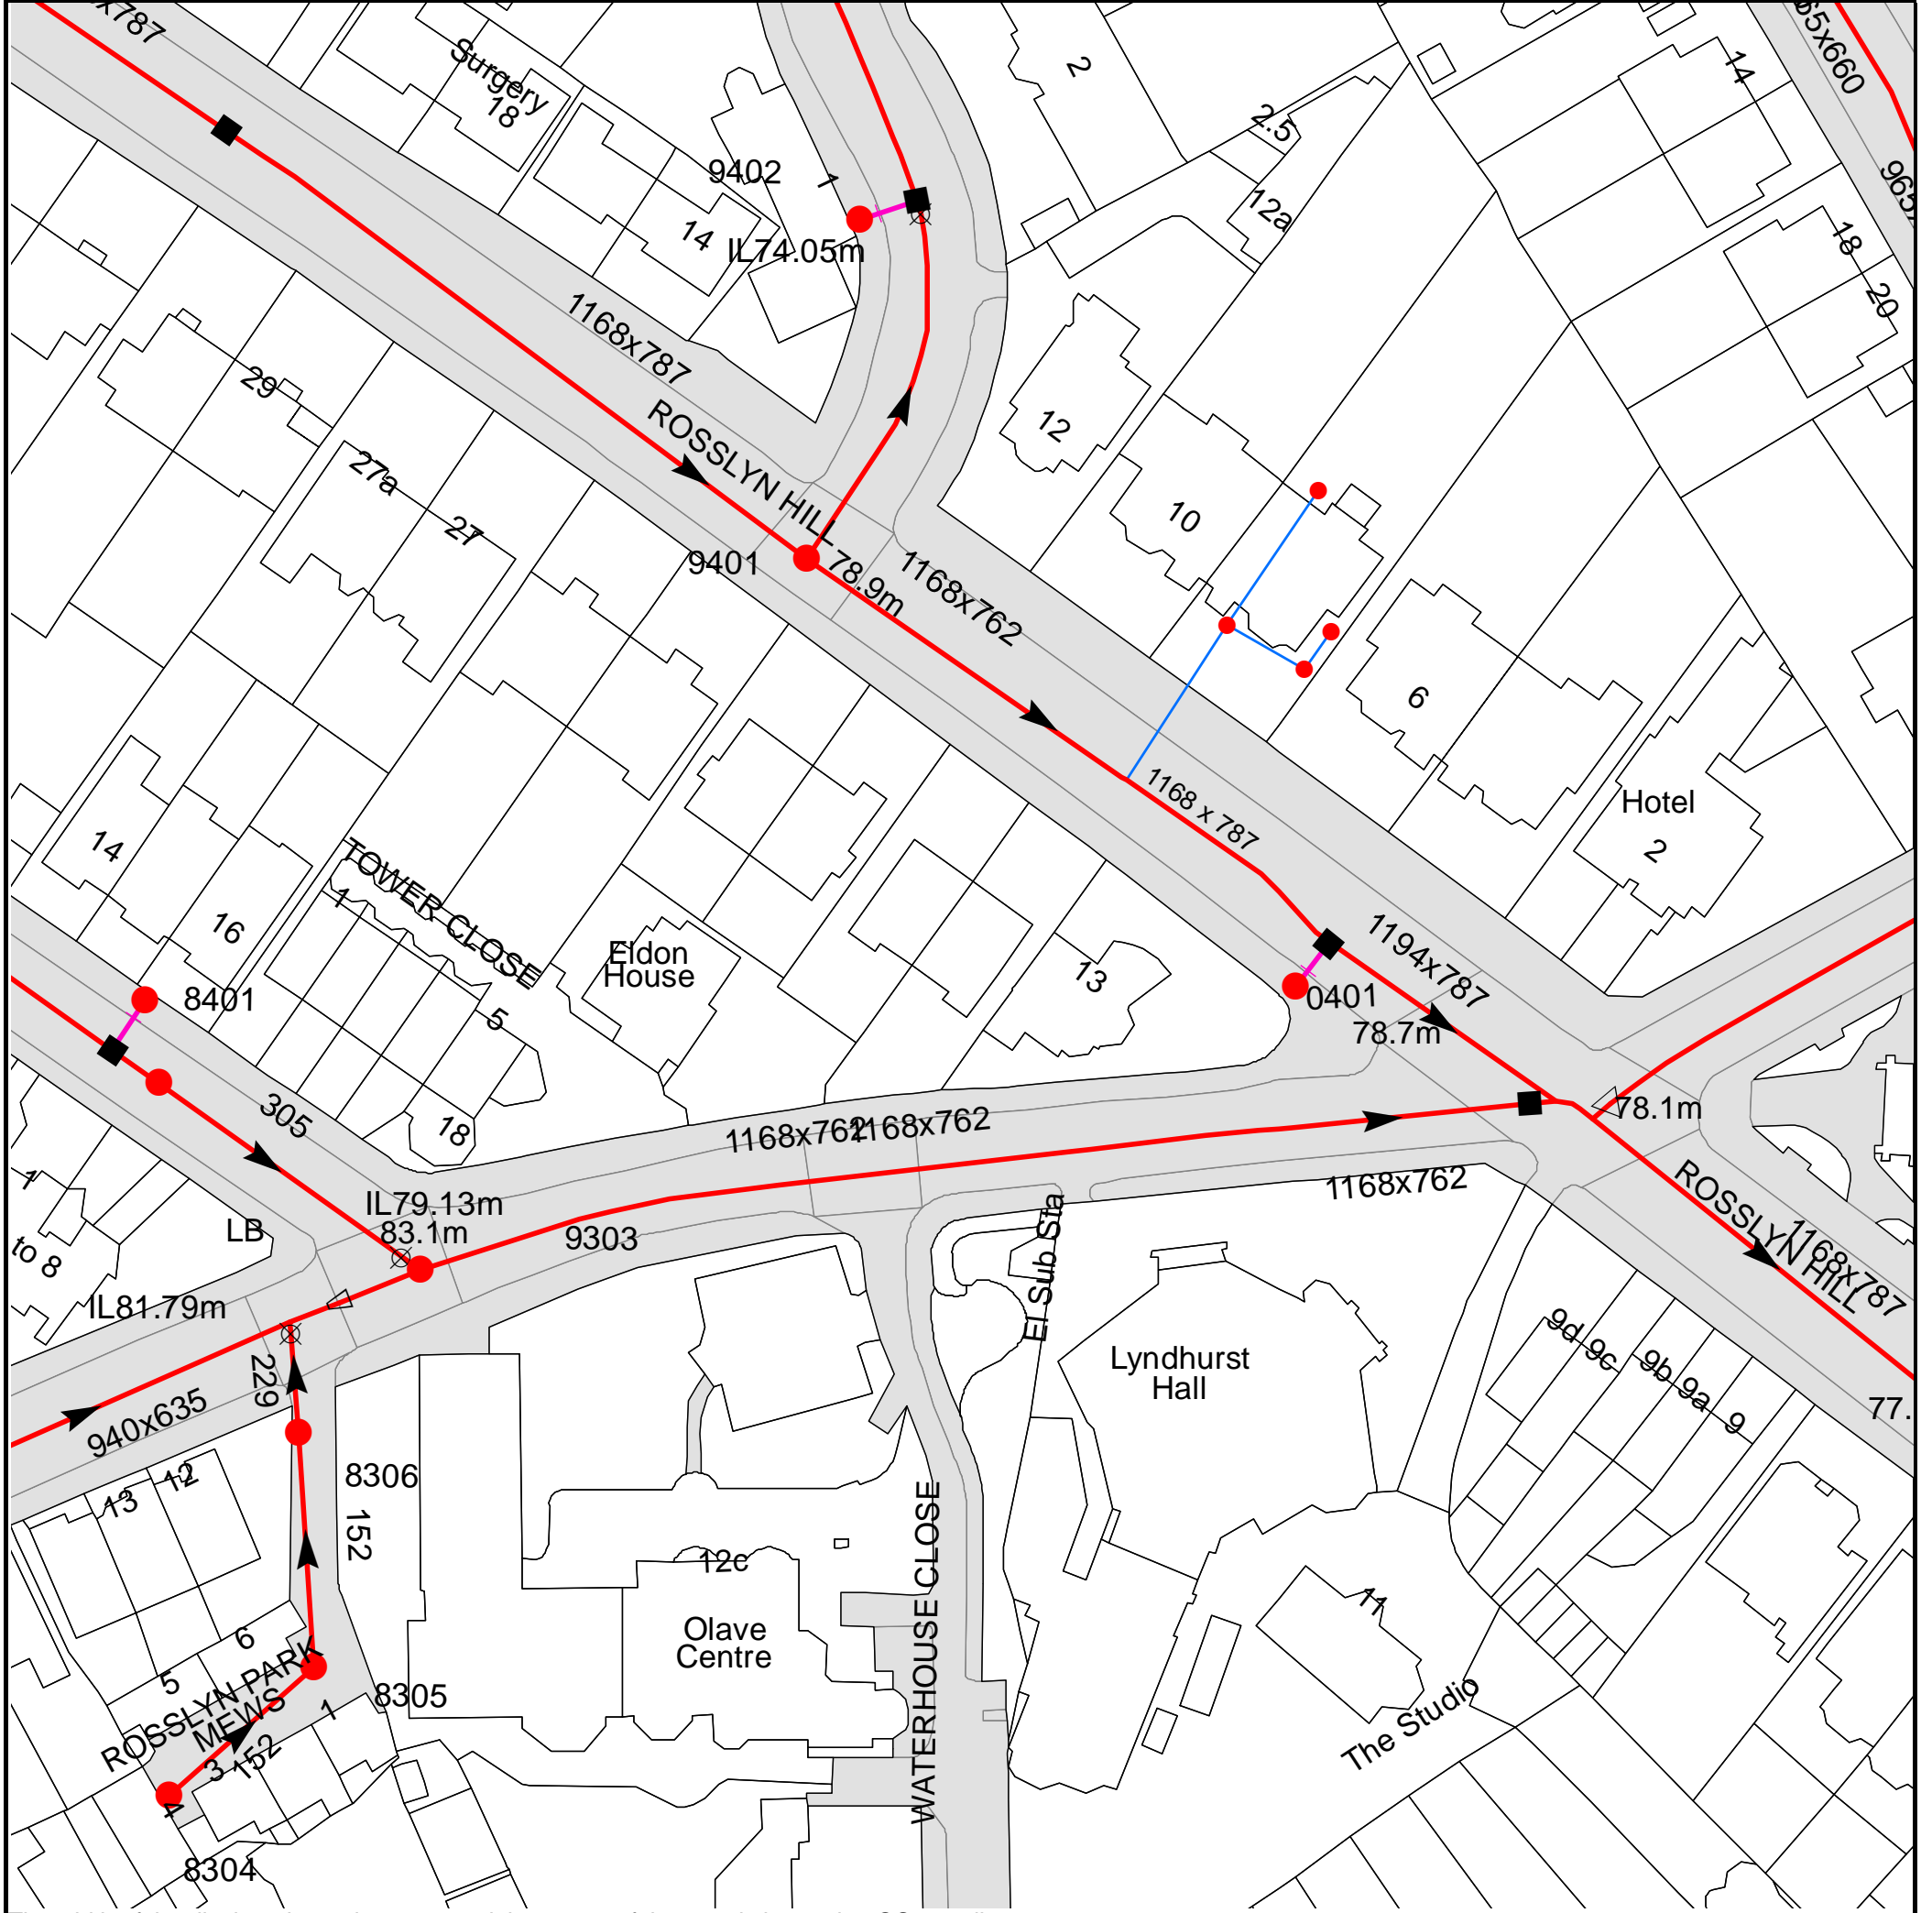 x787
Surgery
18
2
2.5
12a
14
65x660
965x
18
20
9402
1
14
IL74.05m
1168x787
ROSSLYN HILL
29
27a
27
9401
78.9m
1168x762
12
10
6
1168 x 787
Hotel
2
14
16
TOWER CLOSE
1
5
18
Eldon
House
13
1194x787
0401
78.7m
78.1m
8401
305
1168x762
1168x762
1168x762
ROSSLYN HILL
1168x787
1
to 8
LB
IL79.13m
83.1m
9303
IL81.79m
229
940x635
El Sub Sta
Lyndhurst
Hall
9d 9c
9b 9a
9
77.
13
12
8306
152
12c
Olave
Centre
WATERHOUSE CLOSE
11
The Studio
6
5
ROSSLYN PARK
MEWS
1
3
152
4
8305
8304